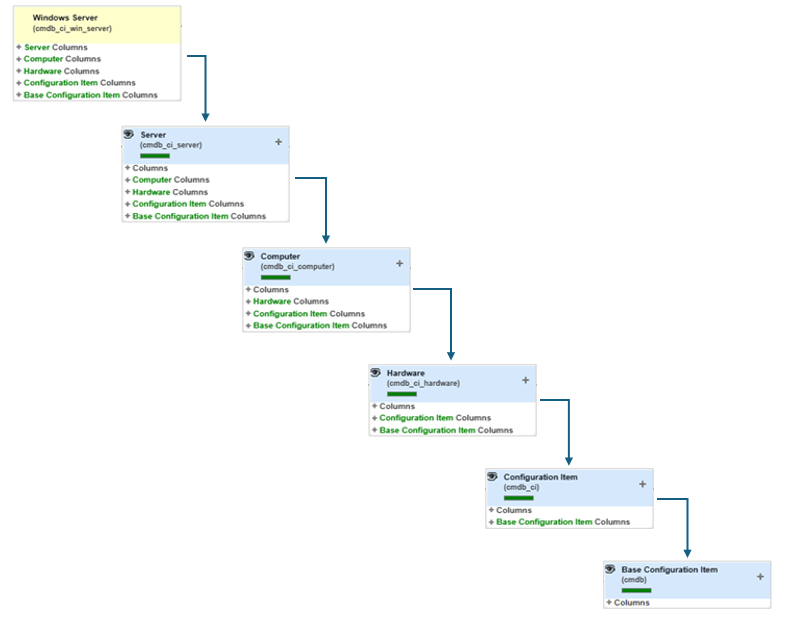 Windows Server
(cmdb_ci_win_server)
+ Server Columns
+ Computer Columns
+ Hardware Columns
+ Configuration Item Columns
+ Base Configuration Item Columns
Server
(cmdb_ci_server)
+
+ Columns
+ Computer Columns
+ Hardware Columns
+ Configuration Item Columns
+ Base Configuration Item Columns
Computer
(cmdb_ci_computer)
+
+ Columns
+ Hardware Columns
+ Configuration Item Columns
+ Base Configuration Item Columns
Hardware
(cmdb_ci_hardware)
+
+ Columns
+ Configuration Item Columns
+ Base Configuration Item Columns
Configuration Item
(cmdb_ci)
+
+ Columns
+ Base Configuration Item Columns
Base Configuration Item
(cmdb)
+
+ Columns